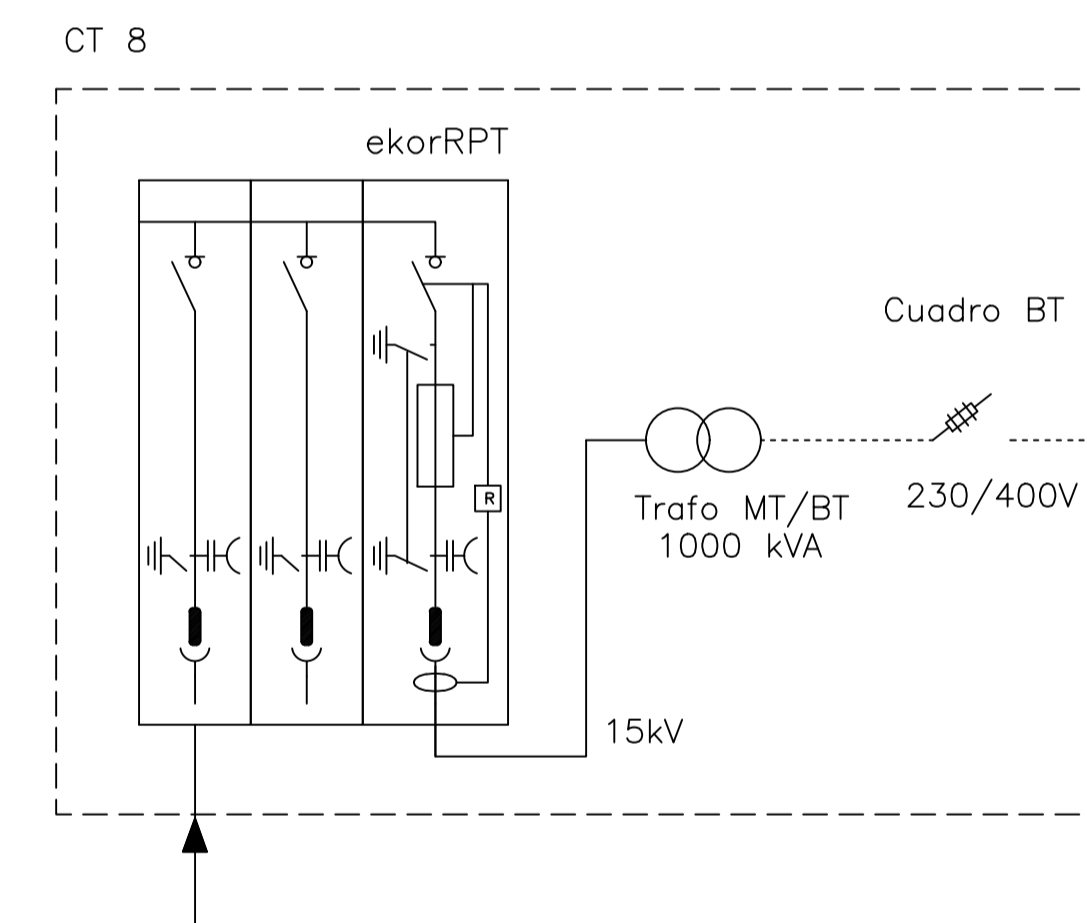 CT 8
ekorRPT
Cuadro BT
R
Trafo MT/BT
1000 kVA
230/400V
15kV